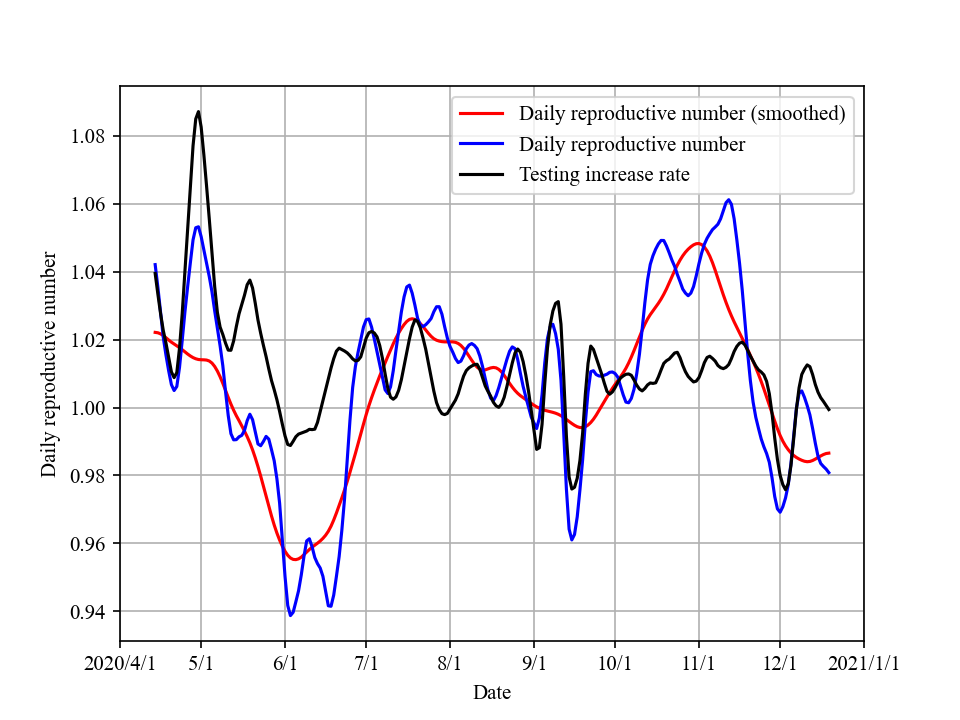 Daily reproductive number (smoothed)
Daily reproductive number
Testing increase rate
1.08
1.06
1.04
1.02
1.00
0.98
0.96
0.94
Daily reproductive number
2020/4/1 5/1 6/1 7/1 8/1 9/1 10/1 11/1 12/1 2021/1/1
Date